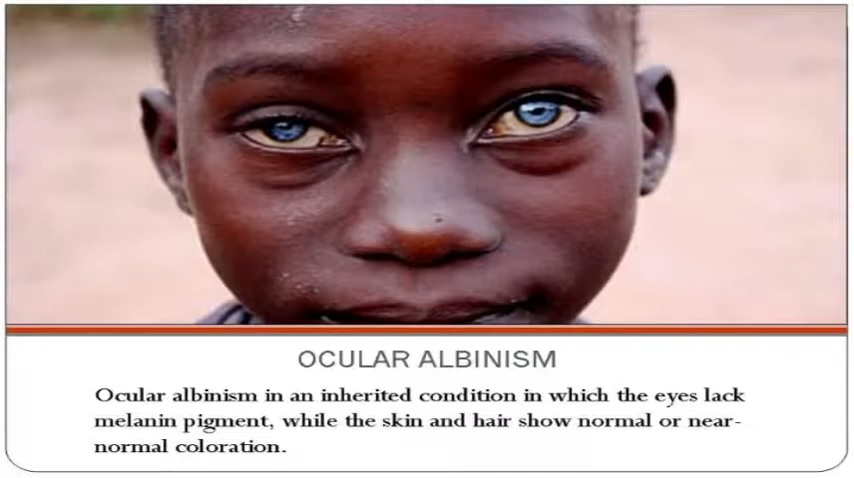 OCULAR ALBINISM
Ocular albinism in an inherited condition in which the eyes lack
melanin pigment, while the skin and hair show normal or near-
normal coloration.